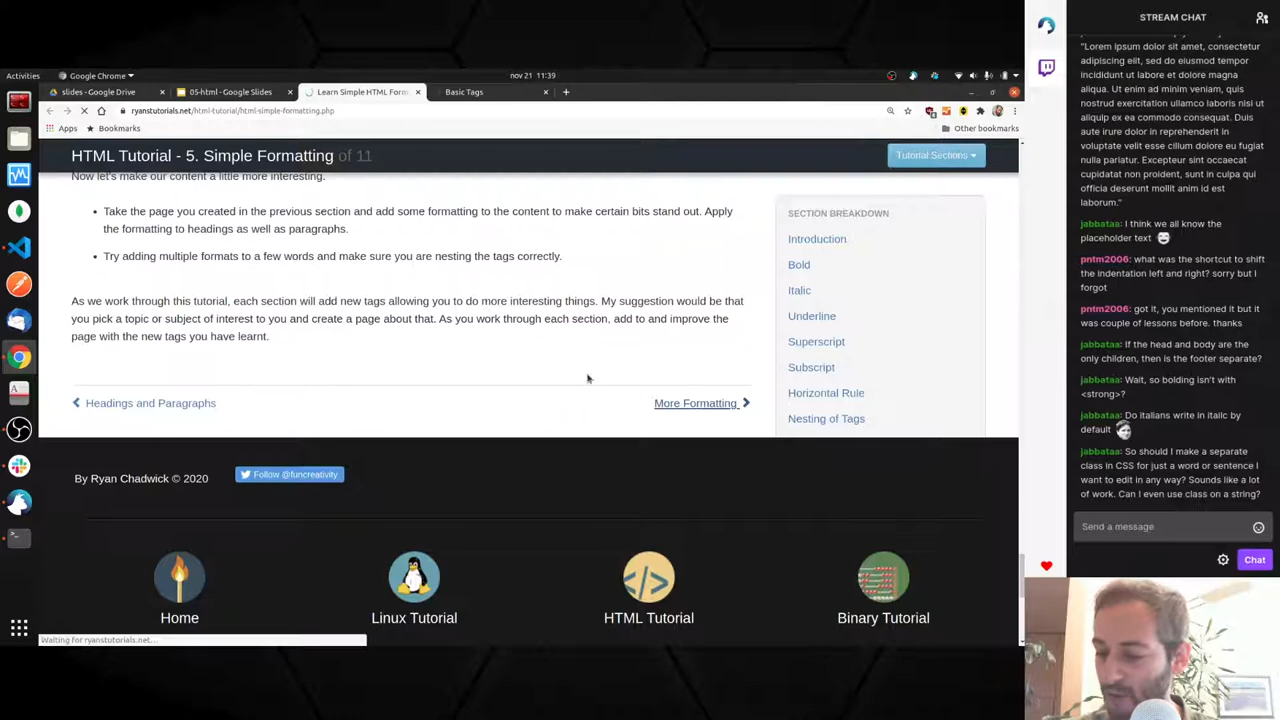 Activities
Google Chrome
nov 21 11:39
slides - Google Drive
05-html - Google Slides
Learn Simple HTML Form
Basic Tags
ryanstutorials.net/html-tutorial/html-simple-formatting.php
Apps
Bookmarks
Other bookmarks
HTML Tutorial - 5. Simple Formatting of 11
Tutorial Sections
Now let's make our content a little more interesting.
• Take the page you created in the previous section and add some formatting to the content to make certain bits stand out. Apply
the formatting to headings as well as paragraphs.
• Try adding multiple formats to a few words and make sure you are nesting the tags correctly.
As we work through this tutorial, each section will add new tags allowing you to do more interesting things. My suggestion would be that
you pick a topic or subject of interest to you and create a page about that. As you work through each section, add to and improve the
page with the new tags you have learnt.
Headings and Paragraphs
More Formatting
SECTION BREAKDOWN
Introduction
Bold
Italic
Underline
Superscript
Subscript
Horizontal Rule
Nesting of Tags
By Ryan Chadwick © 2020
Follow @funcreativity
Home
Linux Tutorial
HTML Tutorial
Binary Tutorial
Waiting for ryanstutorials.net...
STREAM CHAT
"Lorem ipsum dolor sit amet, consectetur
adipiscing elit, sed do eiusmod tempor
incididunt ut labore et dolore magna
aliqua. Ut enim ad minim veniam, quis
nostrud exercitation ullamco laboris nisi
ut aliquip ex ea commodo consequat.
Duis aute irure dolor in reprehenderit in
voluptate velit esse cillum dolore eu
fugiat nulla pariatur. Excepteur sint
occaecat cupidatat non proident, sunt in
culpa qui officia deserunt mollit anim id est
laborum."
jabbataa: I think we all know the
placeholder text
pntm2006: what was the shortcut to shift
the indentation left and right? sorry but I
forgot
pntm2006: got it, you mentioned it but it
was couple of lessons before. thanks
jabbataa: If the head and body are the
only children, then is the footer separate?
jabbataa: Wait, so bolding isn't with
<strong>?
jabbataa: Do italians write in itailc by
default
jabbataa: So should I make a separate
class in CSS for just a word or sentence I
want to edit in any way? Sounds like a lot
of work. Can I even use class on a string?
Send a message
Chat